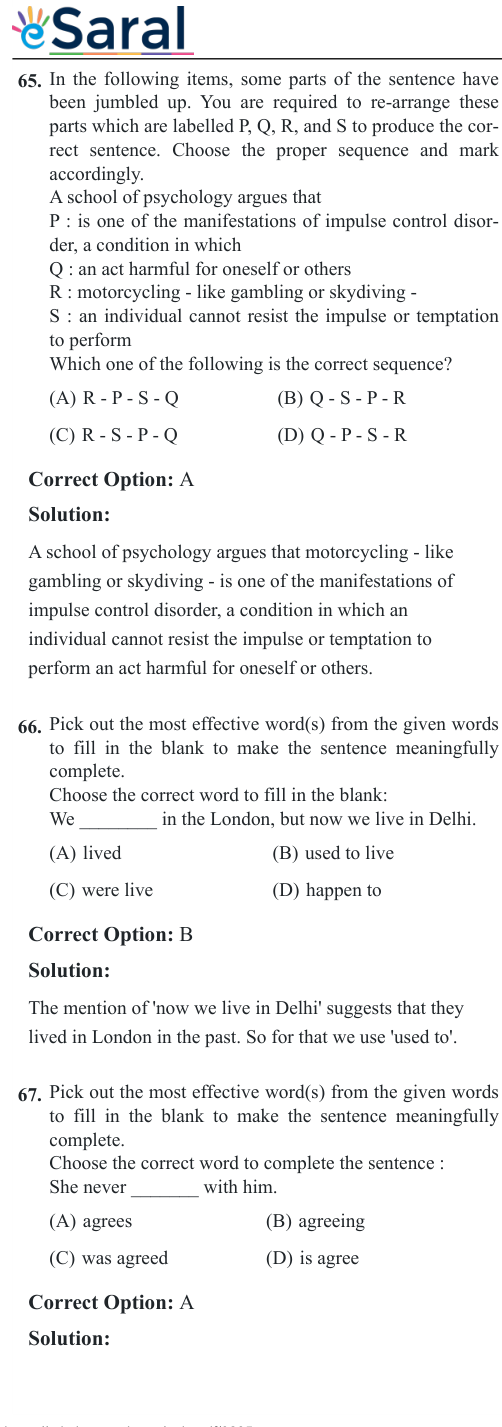 eSaral
65. In the following items, some parts of the sentence have
been jumbled up. You are required to re-arrange these
parts which are labelled P, Q, R, and S to produce the cor-
rect sentence. Choose the proper sequence and mark
accordingly.
A school of psychology argues that
P : is one of the manifestations of impulse control disor-
der, a condition in which
Q : an act harmful for oneself or others
R : motorcycling - like gambling or skydiving -
S : an individual cannot resist the impulse or temptation
to perform
Which one of the following is the correct sequence?
(A) R - P - S - Q (B) Q - S - P - R
(C) R - S - P - Q (D) Q - P - S - R
Correct Option: A
Solution:
A school of psychology argues that motorcycling - like
gambling or skydiving - is one of the manifestations of
impulse control disorder, a condition in which an
individual cannot resist the impulse or temptation to
perform an act harmful for oneself or others.
66. Pick out the most effective word(s) from the given words
to fill in the blank to make the sentence meaningfully
complete.
Choose the correct word to fill in the blank:
We ________ in the London, but now we live in Delhi.
(A) lived (B) used to live
(C) were live (D) happen to
Correct Option: B
Solution:
The mention of 'now we live in Delhi' suggests that they
lived in London in the past. So for that we use 'used to'.
67. Pick out the most effective word(s) from the given words
to fill in the blank to make the sentence meaningfully
complete.
Choose the correct word to complete the sentence :
She never _______ with him.
(A) agrees (B) agreeing
(C) was agreed (D) is agree
Correct Option: A
Solution: